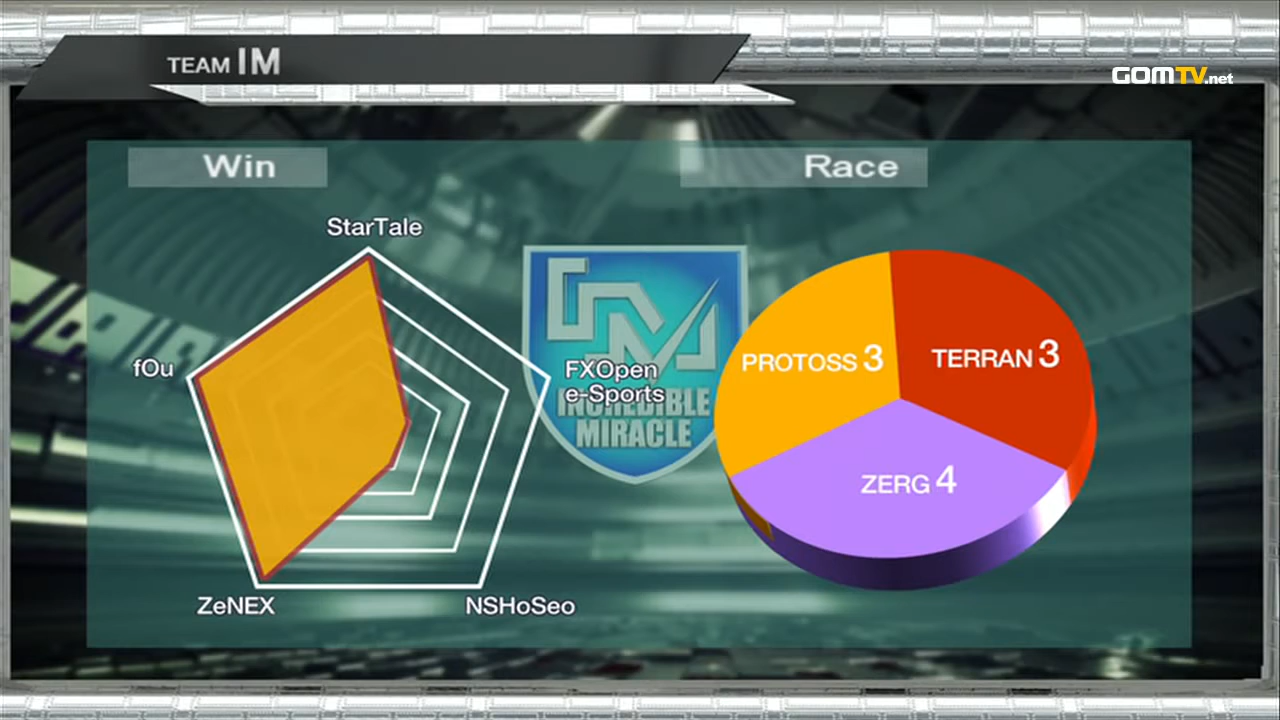 TEAM IM
GOMTV.net
Win
Race
StarTale
fOu
FXOpen
e-Sports
ZeNEX
NSHoSeo
IM
INCREDIBLE
MIRACLE
PROTOSS 3
TERRAN 3
ZERG 4